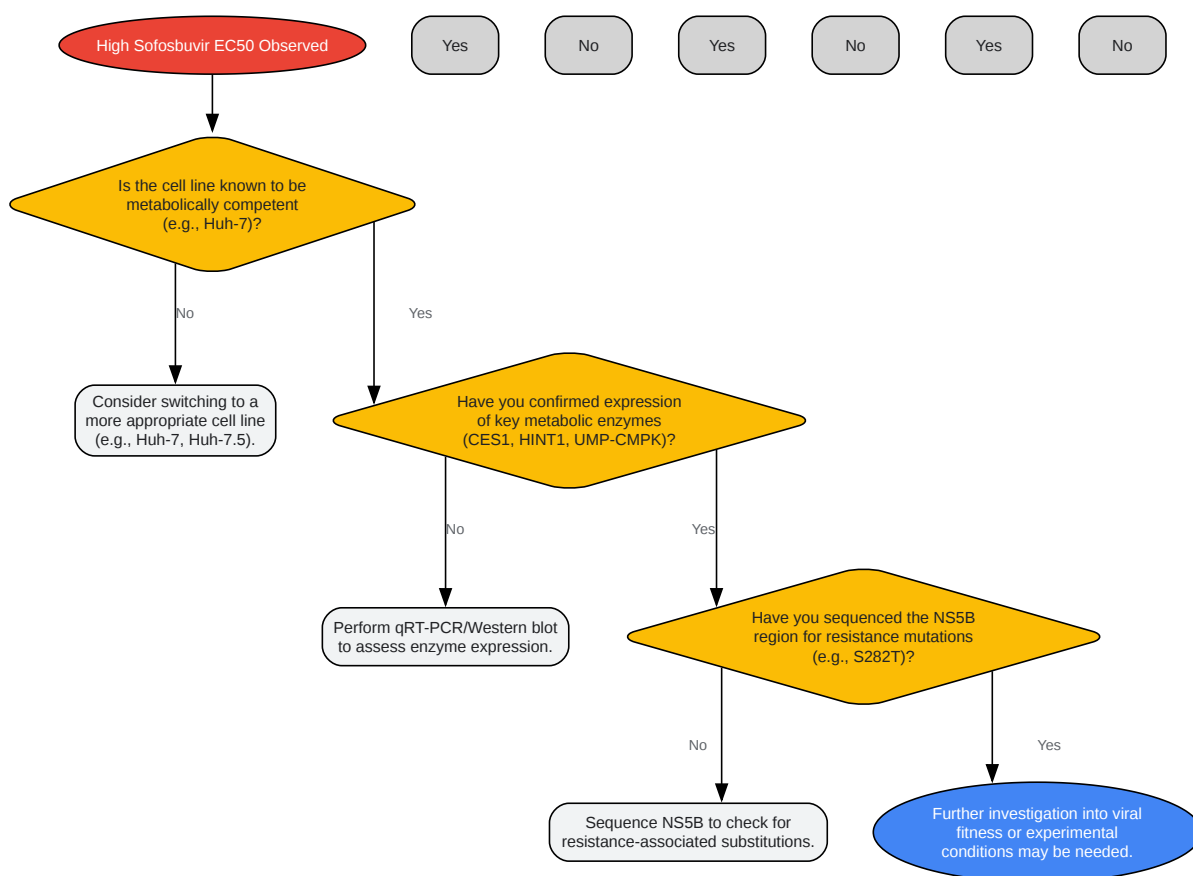 High Sofosbuvir EC50 Observed
Yes
No
Yes
No
Yes
No
Is the cell line known to be
metabolically competent
(e.g., Huh-7)?
No
Yes
Consider switching to a
more appropriate cell line
(e.g., Huh-7, Huh-7.5).
Have you confirmed expression
of key metabolic enzymes
(CES1, HINT1, UMP-CMPK)?
No
Yes
Perform qRT-PCR/Western blot
to assess enzyme expression.
Have you sequenced the NS5B
region for resistance mutations
(e.g., S282T)?
No
Yes
Sequence NS5B to check for
resistance-associated substitutions.
Further investigation into viral
fitness or experimental
conditions may be needed.